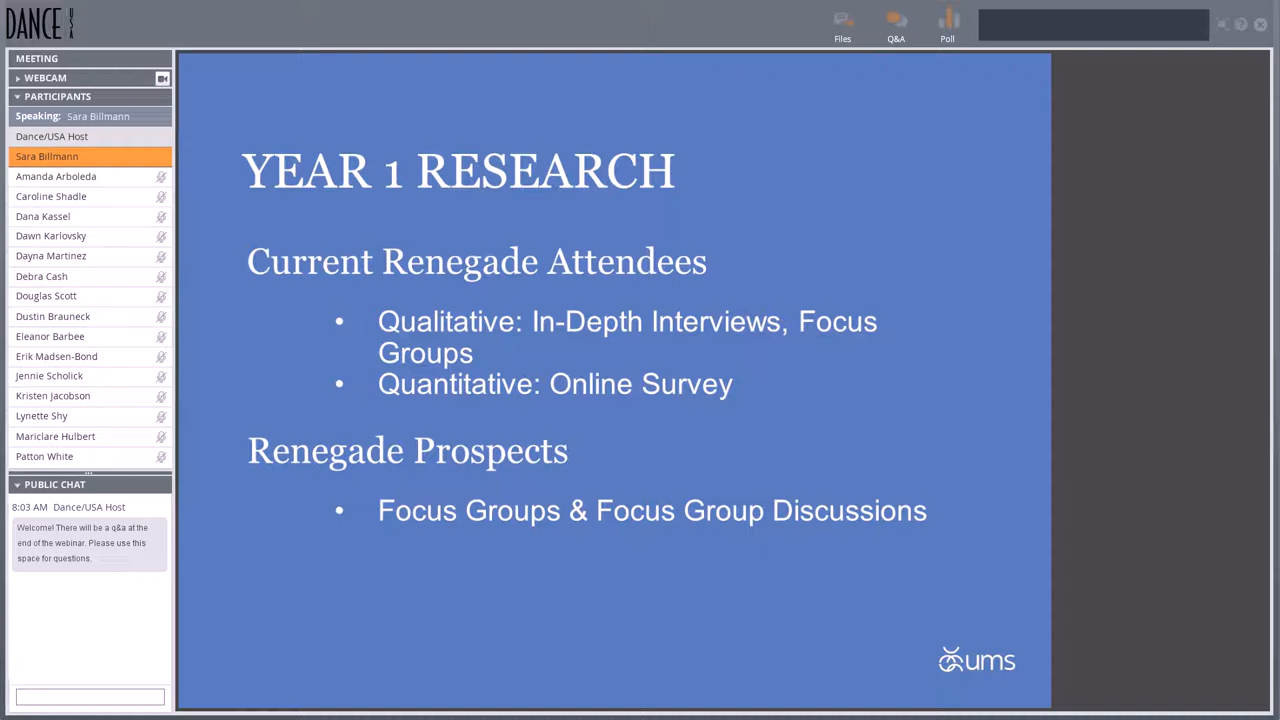 DANCE USA
Files
Q&A
Poll
MEETING
WEBCAM
PARTICIPANTS
Speaking: Sara Billmann
Dance/USA Host
Sara Billmann
Amanda Arboleda
Caroline Shadle
Dana Kassel
Dawn Karlovsky
Dayna Martinez
Debra Cash
Douglas Scott
Dustin Brauneck
Eleanor Barbee
Erik Madsen-Bond
Jennie Scholick
Kristen Jacobson
Lynette Shy
Mariclare Hulbert
Patton White
PUBLIC CHAT
8:03 AM Dance/USA Host
Welcome! There will be a q&a at the
end of the webinar. Please use this
space for questions.
YEAR 1 RESEARCH
Current Renegade Attendees
• Qualitative: In-Depth Interviews, Focus
Groups
• Quantitative: Online Survey
Renegade Prospects
• Focus Groups & Focus Group Discussions
ums